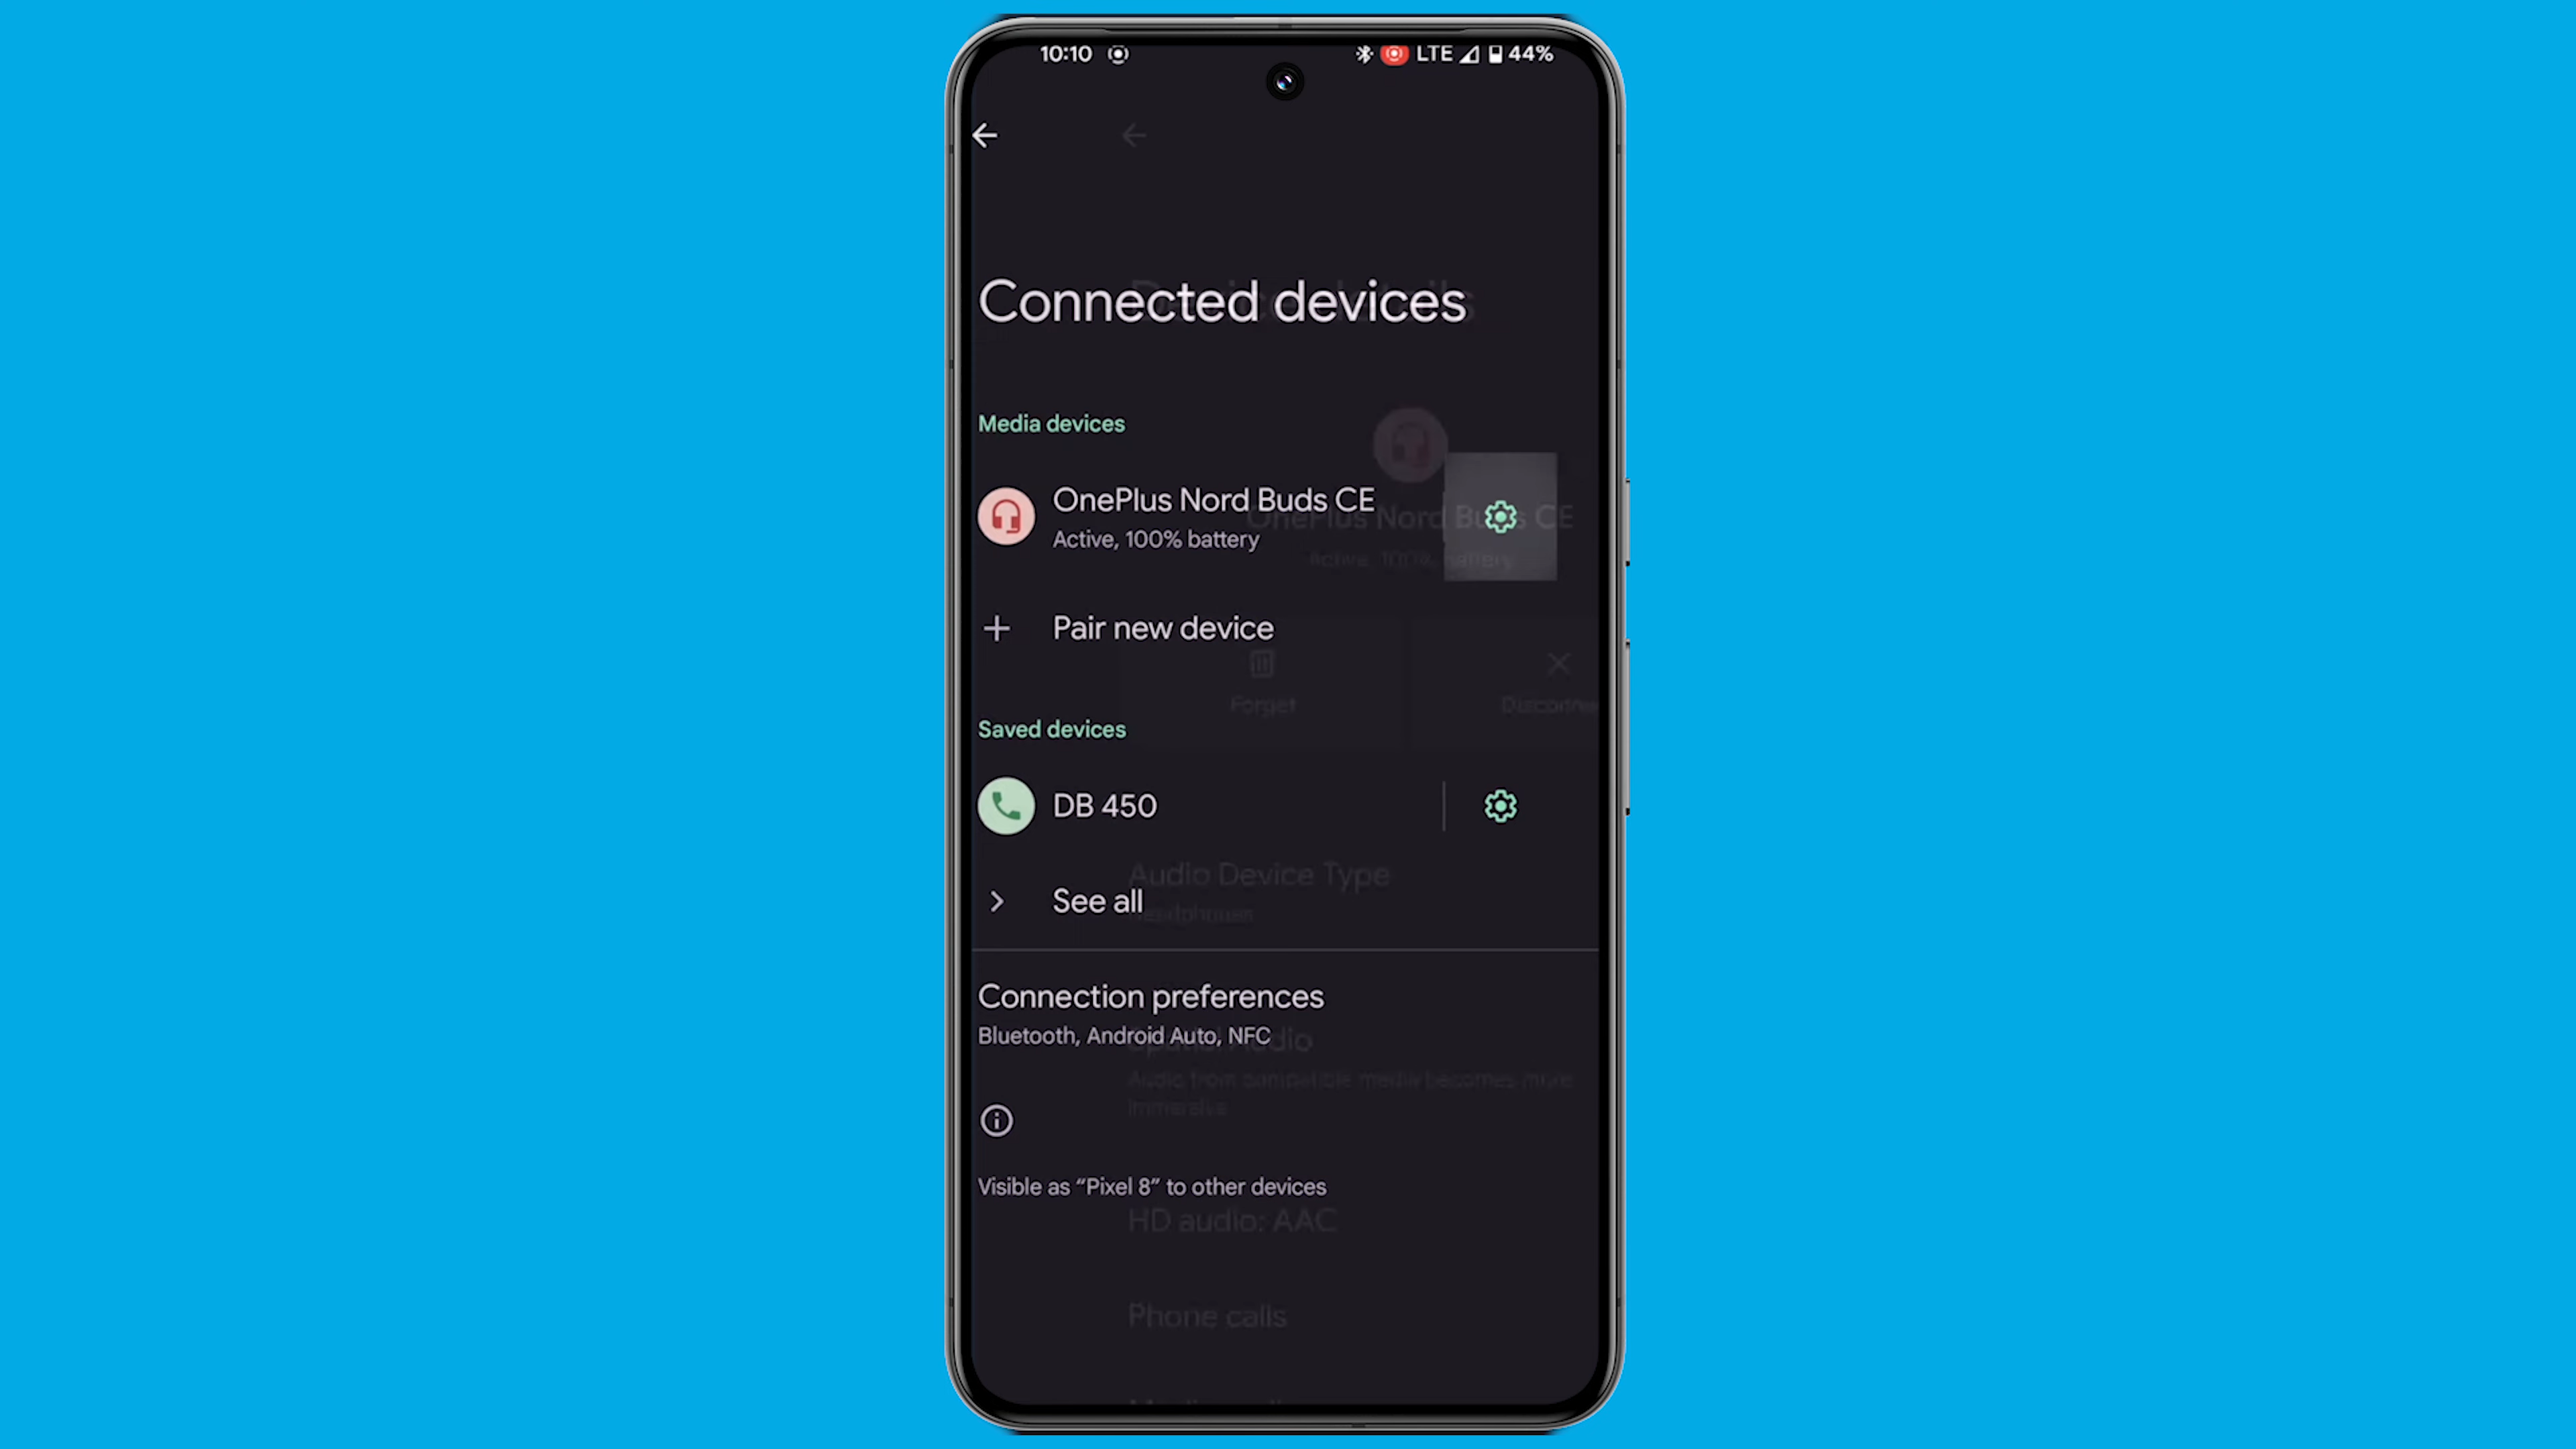 10:10 LTE 44%
Connected devices
Device details
Media devices
OnePlus Nord Buds CE
Active, 100% battery
OnePlus Nord Buds CE
Active, 100% battery
Pair new device
Forget
Saved devices
DB 450
Audio Device Type
See all
Headphones
Connection preferences
Bluetooth, Android Auto, NFC
Spatial Audio
Audio from compatible media becomes more
immersive
Visible as “Pixel 8” to other devices
HD audio: AAC
Phone calls